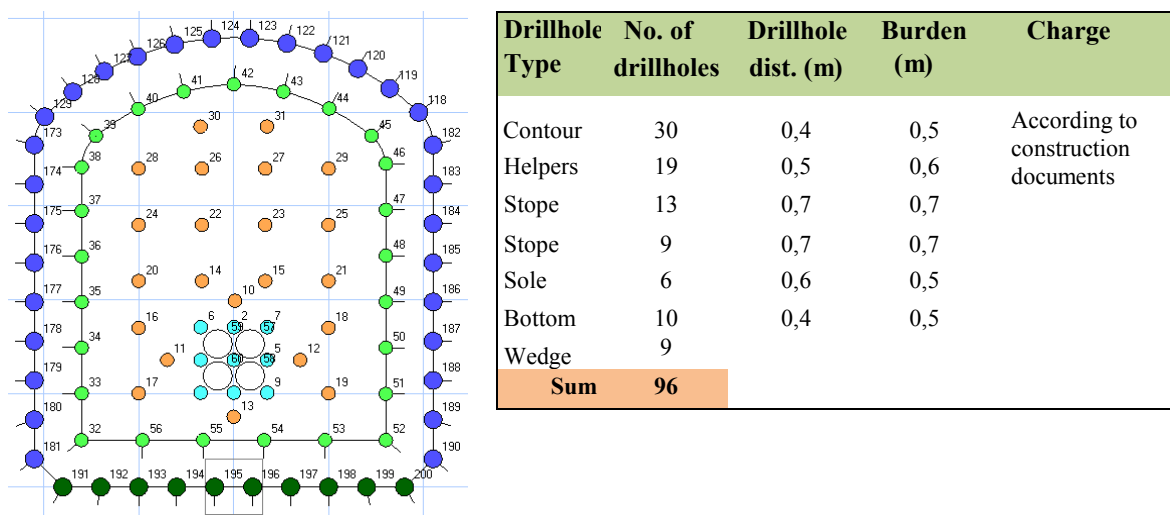 124 123
125 122
126 121
127 120
128 119
41 42 43
129 40 44 118
30 31
173 39 45 182
38 28 26 27 29 46
174 183
37 47
175 24 22 23 25 184
36 48
176 185
20 14 15 21
177 35 10 49 186
178 16 6 59 2 57 7 18 187
34 50
11 60 58 5 12
179 188
33 17 9 19 51
180 13 189
32 56 55 54 53 52
181 190
191 192 193 194 195 196 197 198 199 200
Drillhole No. of Drillhole Burden Charge
Type drillholes dist. (m) (m)
Contour 30 0,4 0,5 According to
Helpers 19 0,5 0,6 construction
documents
Stope 13 0,7 0,7
Stope 9 0,7 0,7
Sole 6 0,6 0,5
Bottom 10 0,4 0,5
Wedge 9
Sum 96